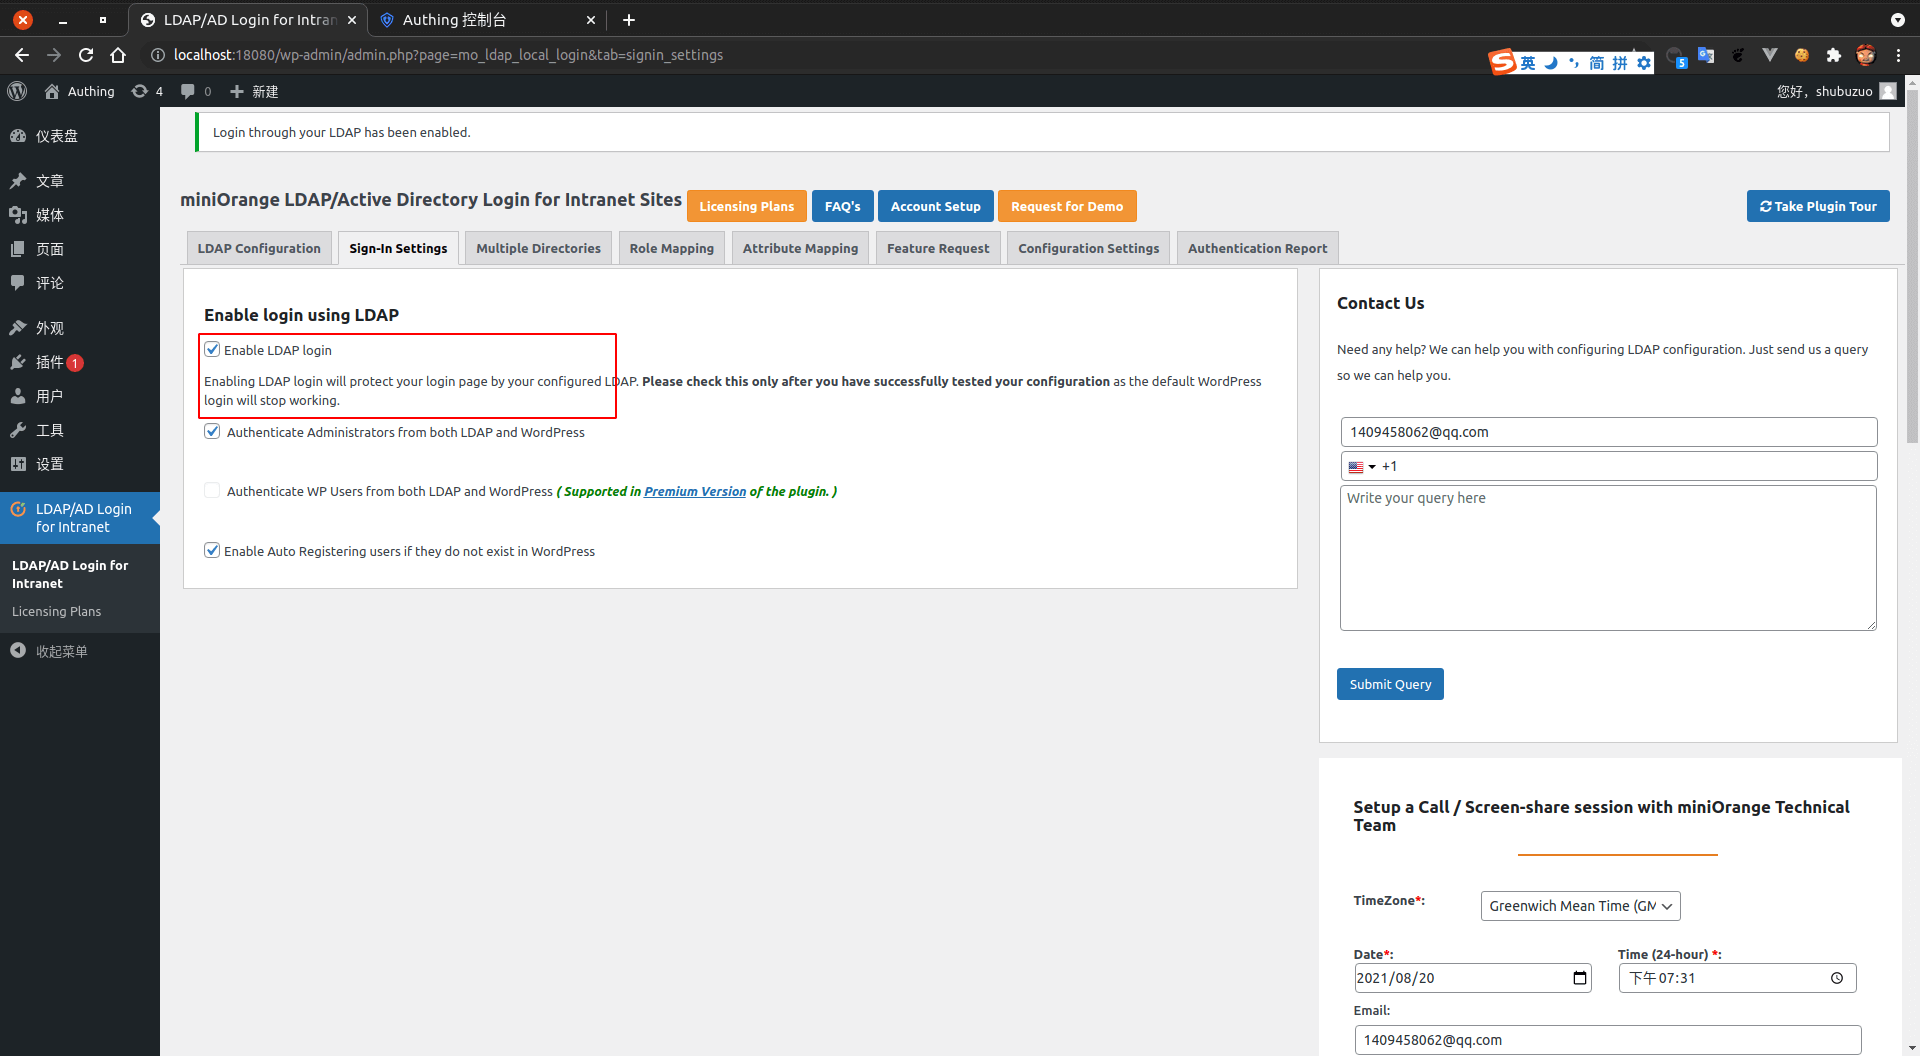 LDAP/AD Login for Intran
Authing 控制台
localhost:18080/wp-admin/admin.php?page=mo_ldap_local_login&tab=signin_settings
英 简 拼
5
Authing 4 0 新建
您好，shubuzuo
仪表盘
文章
媒体
页面
评论
外观
插件 1
用户
工具
设置
LDAP/AD Login
for Intranet
LDAP/AD Login for
Intranet
Licensing Plans
收起菜单
Login through your LDAP has been enabled.
miniOrange LDAP/Active Directory Login for Intranet Sites
Licensing Plans
FAQ's
Account Setup
Request for Demo
Take Plugin Tour
LDAP Configuration
Sign-In Settings
Multiple Directories
Role Mapping
Attribute Mapping
Feature Request
Configuration Settings
Authentication Report
Enable login using LDAP
Enable LDAP login
Enabling LDAP login will protect your login page by your configured LDAP. Please check this only after you have successfully tested your configuration as the default WordPress
login will stop working.
Authenticate Administrators from both LDAP and WordPress
Authenticate WP Users from both LDAP and WordPress ( Supported in Premium Version of the plugin. )
Enable Auto Registering users if they do not exist in WordPress
Contact Us
Need any help? We can help you with configuring LDAP configuration. Just send us a query
so we can help you.
1409458062@qq.com
+1
Write your query here
Submit Query
Setup a Call / Screen-share session with miniOrange Technical
Team
TimeZone*:
Greenwich Mean Time (GM
Date*:
Time (24-hour) *:
2021/08/20
下午 07:31
Email:
1409458062@qq.com